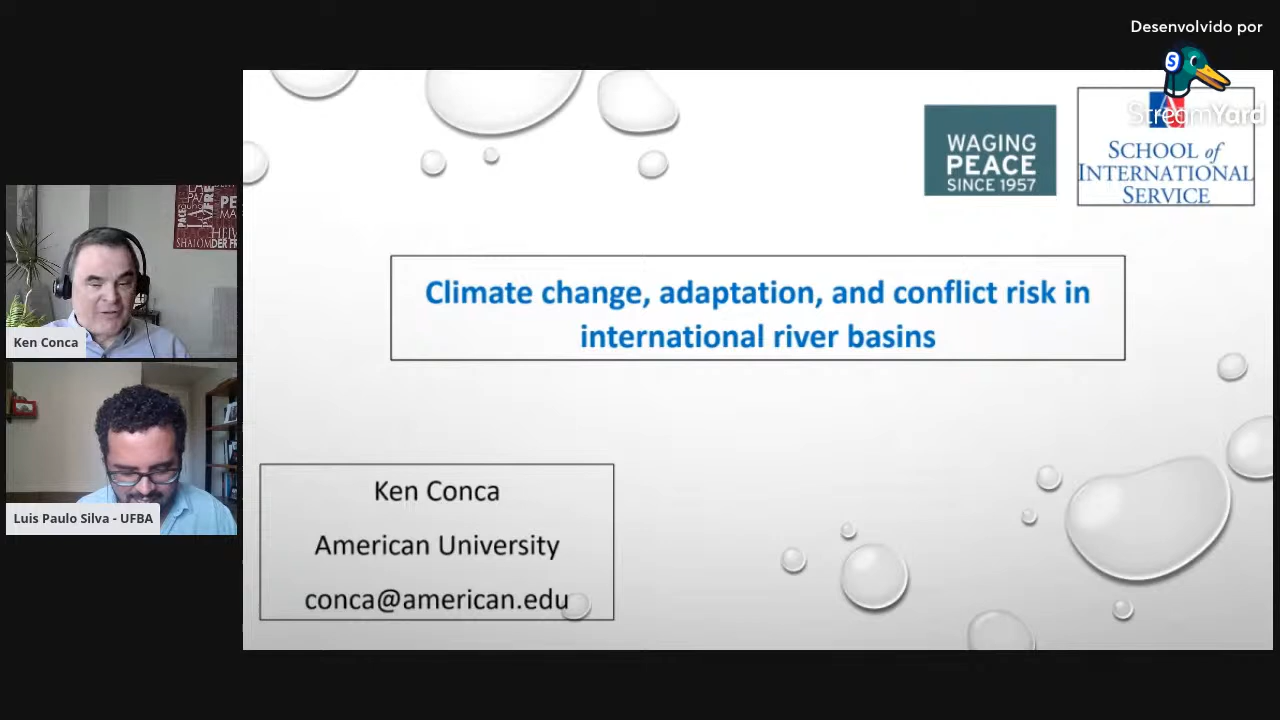 Desenvolvido por
StreamYard
WAGING
PEACE
SINCE 1957
SCHOOL of
INTERNATIONAL
SERVICE
Climate change, adaptation, and conflict risk in
international river basins
Ken Conca
American University
conca@american.edu
Ken Conca
Luis Paulo Silva - UFBA
SHALOM